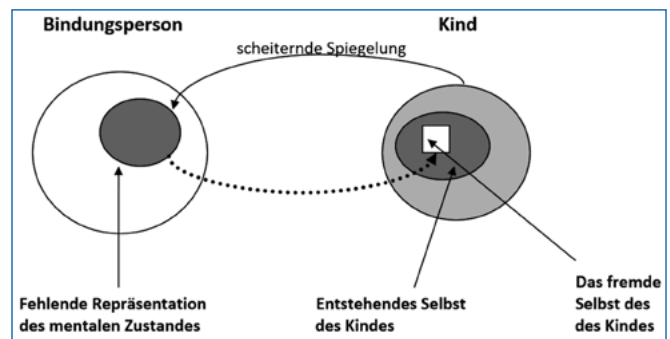 Bindungsperson
Kind
scheiternde Spiegelung
Fehlende Repräsentation
des mentalen Zustandes
Entstehendes Selbst
des Kindes
Das fremde
Selbst des
des Kindes